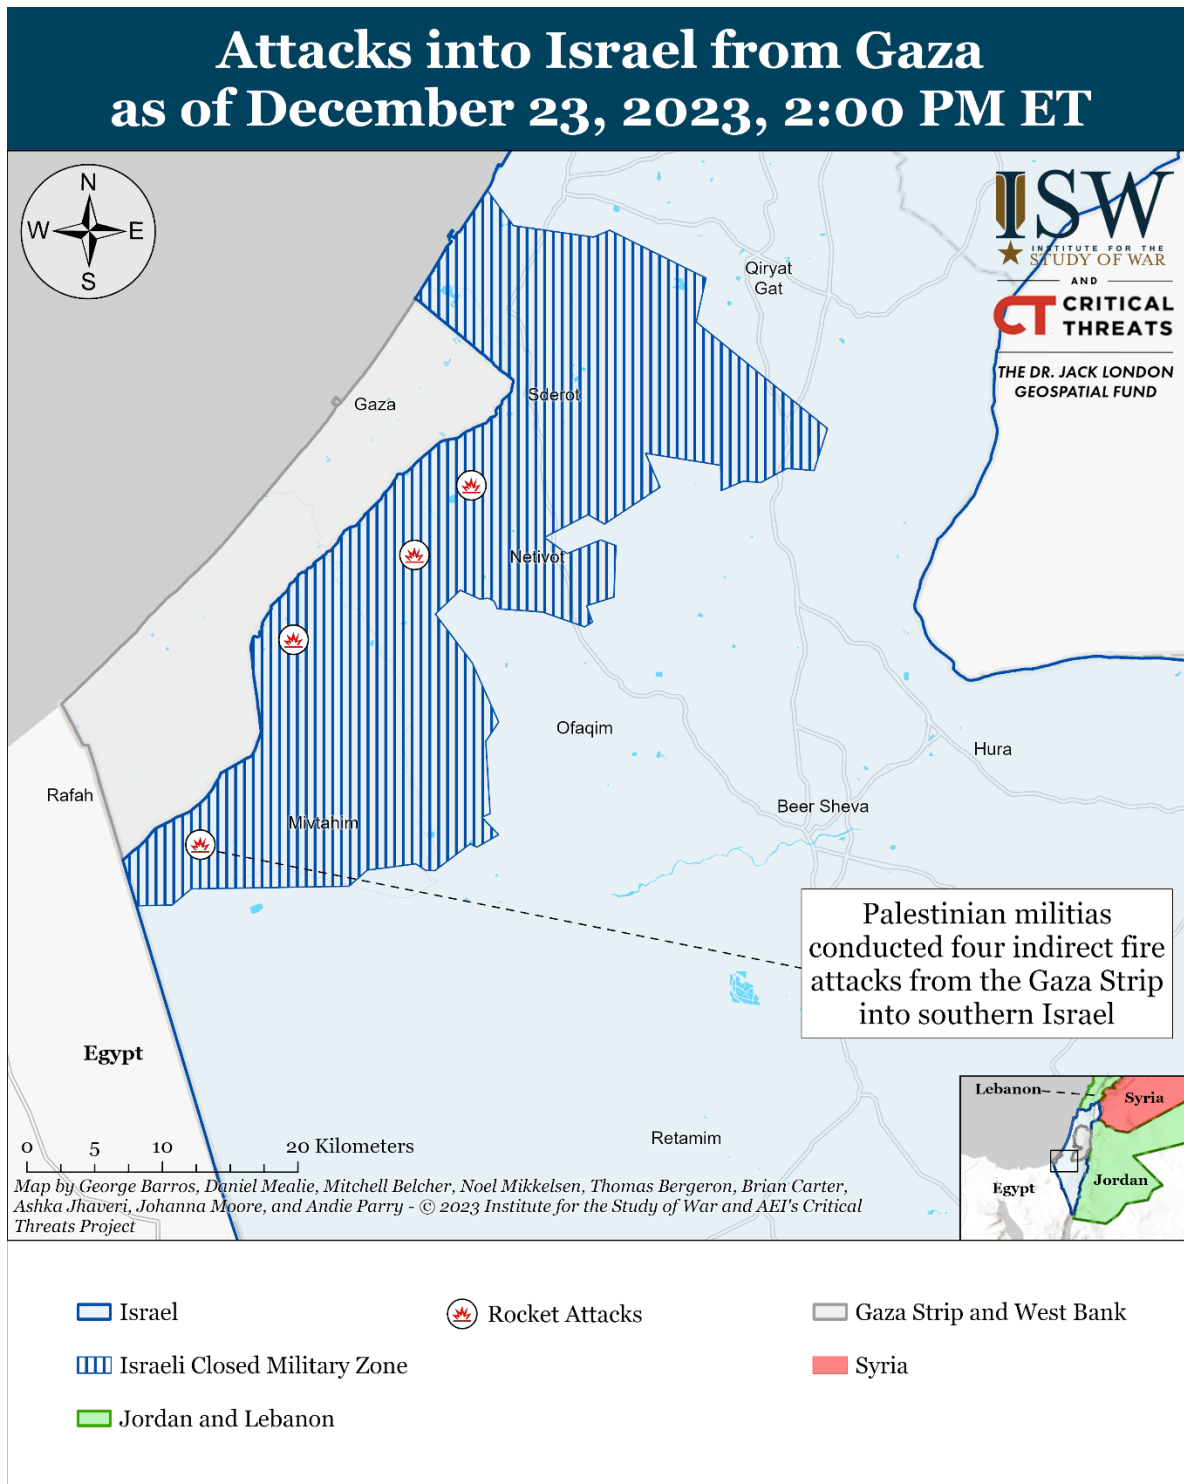 Attacks into Israel from Gaza
as of December 23, 2023, 2:00 PM ET
N
W
E
S
ISW
INSTITUTE FOR THE
STUDY OF WAR
AND
CT CRITICAL
THREATS
THE DR. JACK LONDON
GEOSPATIAL FUND
Qiryat
Gat
Gaza
Sderot
Netivot
Ofaqim
Hura
Rafah
Beer Sheva
Mivtahim
Palestinian militias
conducted four indirect fire
attacks from the Gaza Strip
into southern Israel
Egypt
Retamim
0 5 10 20 Kilometers
Map by George Barros, Daniel Mealie, Mitchell Belcher, Noel Mikkelsen, Thomas Bergeron, Brian Carter,
Ashka Jhaveri, Johanna Moore, and Andie Parry - © 2023 Institute for the Study of War and AEI's Critical
Threats Project
Lebanon
Syria
Jordan
Egypt
Israel
Rocket Attacks
Gaza Strip and West Bank
Israeli Closed Military Zone
Syria
Jordan and Lebanon